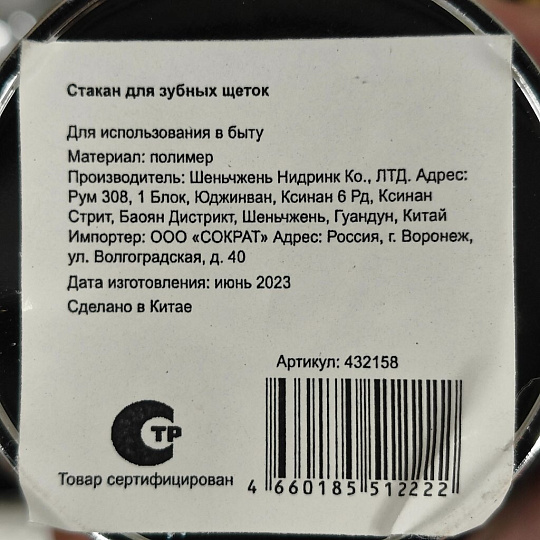 Стакан для зубных щеток
Для использования в быту
Материал: полимер
Производитель: Шеньчжень Нидринк Ко., ЛТД. Адрес:
Рум 308, 1 Блок, Юджинван, Ксинан 6 Рд, Ксинан
Стрит, Баоян Дистрикт, Шеньчжень, Гуандун, Китай
Импортер: ООО «СОКРАТ» Адрес: Россия, г. Воронеж,
ул. Волгоградская, д. 40
Дата изготовления: июнь 2023
Сделано в Китае
Артикул: 432158
СТР
Товар сертифицирован
4 660185 512222